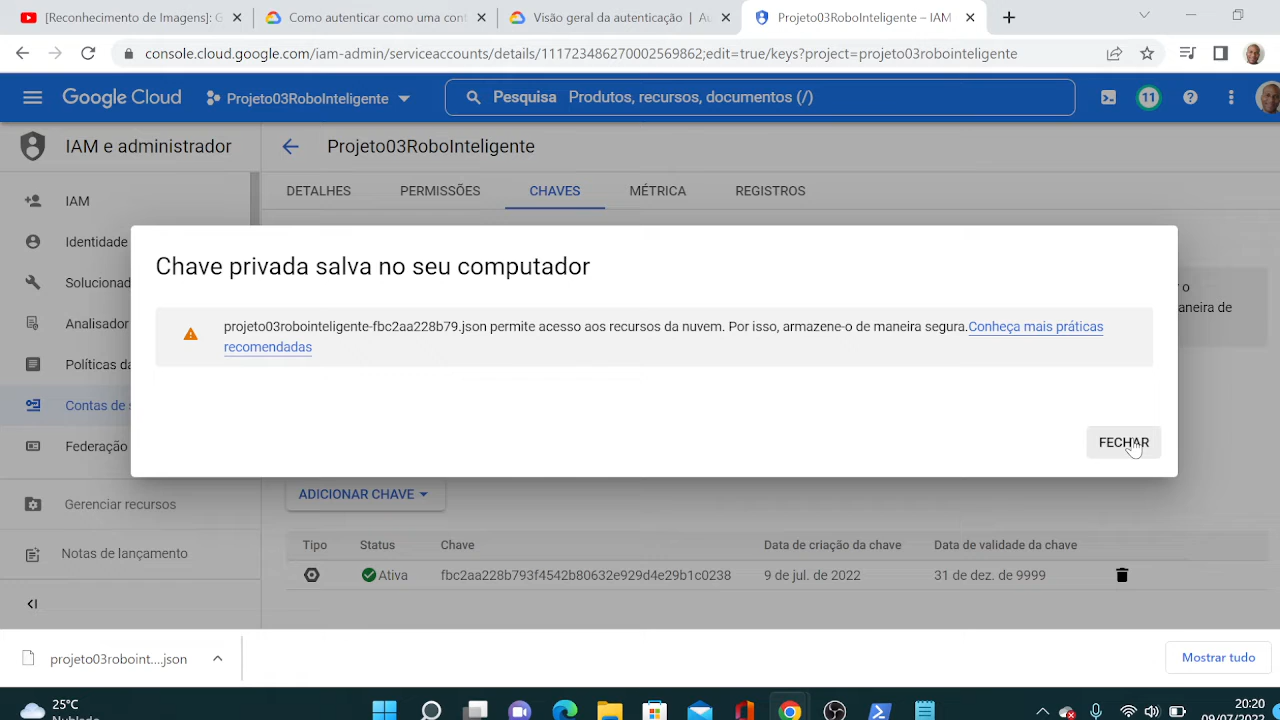 [Reconhecimento de Imagens]: G
Como autenticar como uma cont
Visão geral da autenticação | Au
Projeto03RoboInteligente – IAM
console.cloud.google.com/iam-admin/serviceaccounts/details/111723486270002569862;edit=true/keys?project=projeto03robointeligente
Google Cloud
Projeto03RoboInteligente
Pesquisa Produtos, recursos, documentos (/)
11
IAM e administrador
Projeto03RoboInteligente
DETALHES
PERMISSÕES
CHAVES
MÉTRICA
REGISTROS
IAM
Identidade
Solucionad
Analisador
Políticas da
Contas de s
Federação
Gerenciar recursos
Notas de lançamento
r o
aneira de
Chave privada salva no seu computador
projeto03robointeligente-fbc2aa228b79.json permite acesso aos recursos da nuvem. Por isso, armazene-o de maneira segura.Conheça mais práticas
recomendadas
FECHAR
ADICIONAR CHAVE
Tipo Status Chave Data de criação da chave Data de validade da chave
Ativa fbc2aa228b793f4542b80632e929d4e29b1c0238 9 de jul. de 2022 31 de dez. de 9999
projeto03roboint....json
Mostrar tudo
25°C
Nublado
20:20
09/07/2022